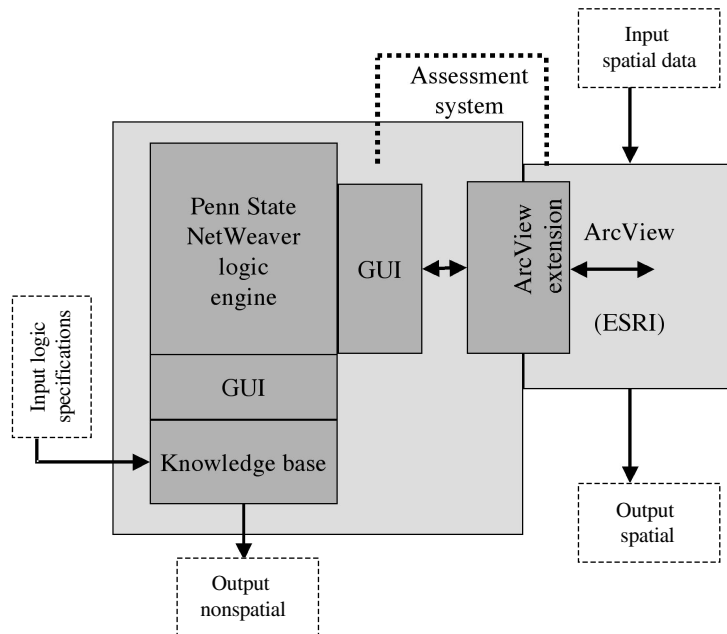 Input
spatial data
Assessment
system
Penn State
NetWeaver
logic
engine
GUI
ArcView
extension
ArcView
(ESRI)
Input logic
specifications
GUI
Knowledge base
Output
spatial
Output
nonspatial